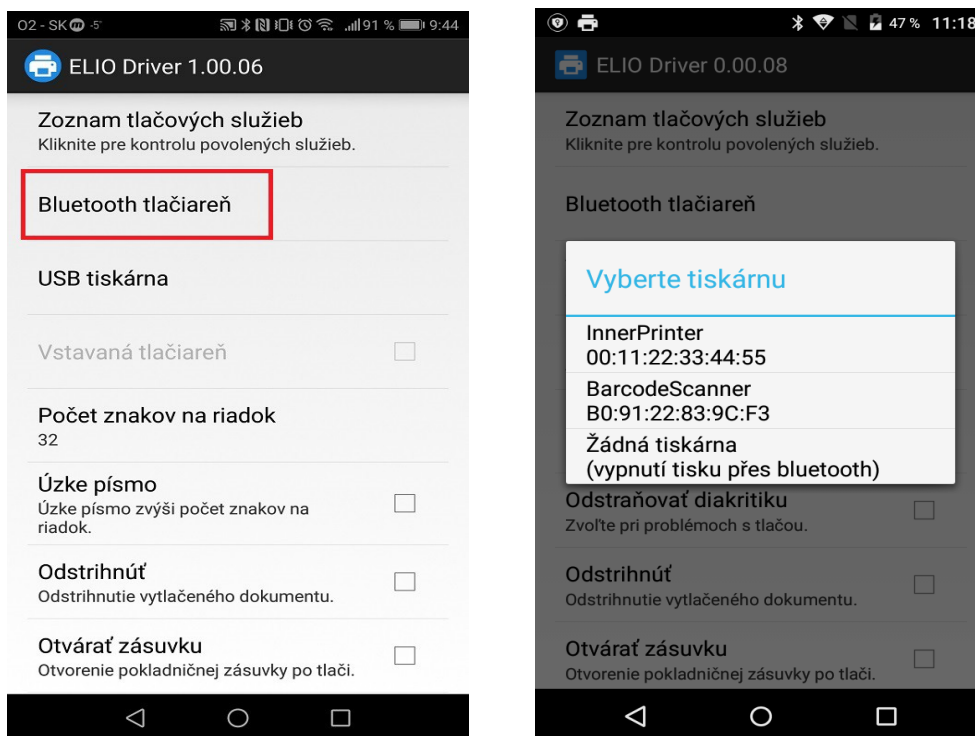 O2 - SK -5°
91 % 9:44
ELIO Driver 1.00.06
Zoznam tlačových služieb
Kliknite pre kontrolu povolených služieb.
Bluetooth tlačiareň
USB tiskárna
Vstavaná tlačiareň
Počet znakov na riadok
32
Úzke písmo
Úzke písmo zvýši počet znakov na
riadok.
Odstrihnúť
Odstrihnutie vytlačeného dokumentu.
Otvárať zásuvku
Otvorenie pokladničnej zásuvky po tlači.
47 % 11:18
ELIO Driver 0.00.08
Zoznam tlačových služieb
Kliknite pre kontrolu povolených služieb.
Bluetooth tlačiareň
Vyberte tiskárnu
InnerPrinter
00:11:22:33:44:55
BarcodeScanner
B0:91:22:83:9C:F3
Žádná tiskárna
(vypnutí tisku přes bluetooth)
Odstraňovať diakritiku
Zvoľte pri problémoch s tlačou.
Odstrihnúť
Odstrihnutie vytlačeného dokumentu.
Otvárať zásuvku
Otvorenie pokladničnej zásuvky po tlači.